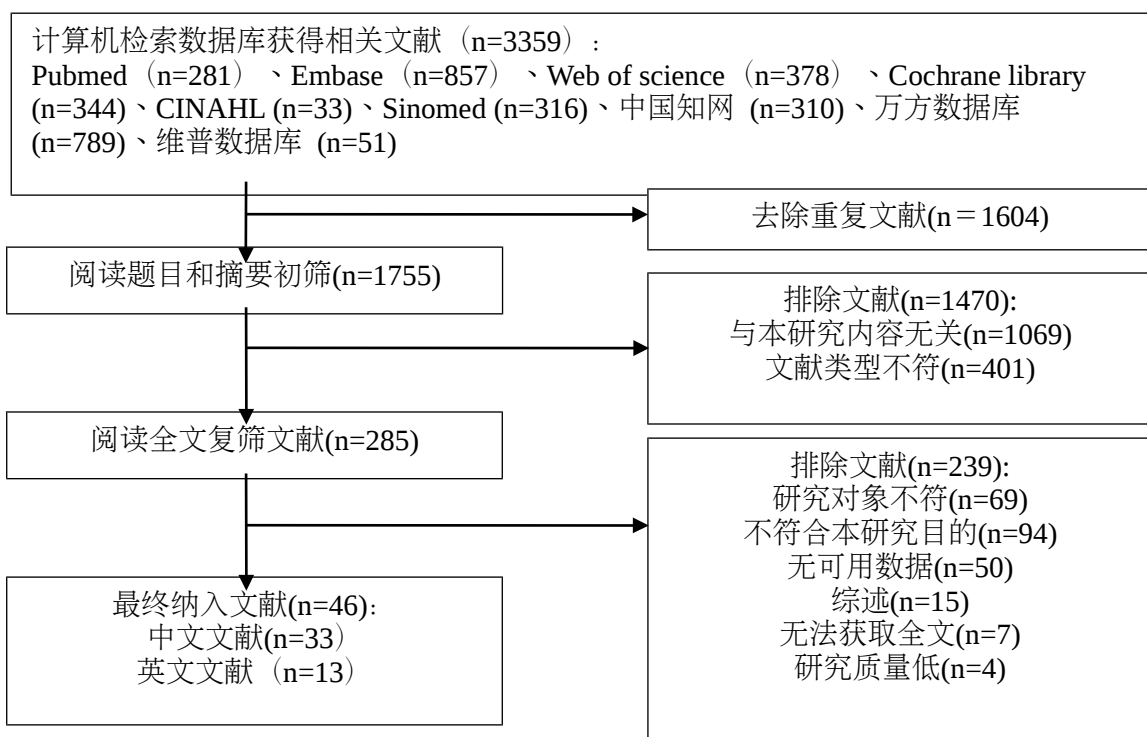 计算机检索数据库获得相关文献（n=3359）:
Pubmed（n=281）、Embase（n=857）、Web of science（n=378）、Cochrane library
(n=344)、CINAHL (n=33)、Sinomed (n=316)、中国知网 (n=310)、万方数据库
(n=789)、维普数据库 (n=51)
去除重复文献(n＝1604)
阅读题目和摘要初筛(n=1755)
排除文献(n=1470):
与本研究内容无关(n=1069)
文献类型不符(n=401)
阅读全文复筛文献(n=285)
排除文献(n=239):
研究对象不符(n=69)
不符合本研究目的(n=94)
无可用数据(n=50)
综述(n=15)
无法获取全文(n=7)
研究质量低(n=4)
最终纳入文献(n=46):
中文文献(n=33）
英文文献（n=13）